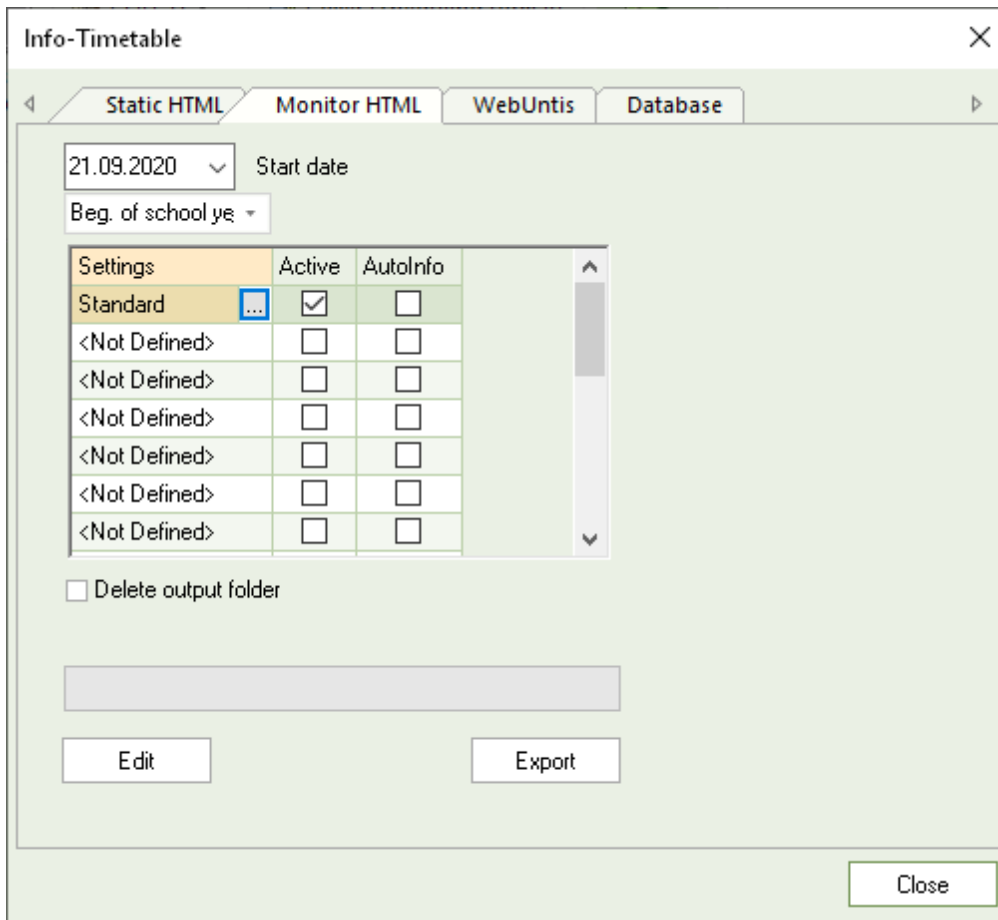 Info-Timetable
Static HTML Monitor HTML WebUntis Database
21.09.2020 Start date
Beg. of school ye
Settings Active AutoInfo
Standard ...
<Not Defined>
<Not Defined>
<Not Defined>
<Not Defined>
<Not Defined>
<Not Defined>
Delete output folder
Edit Export
Close